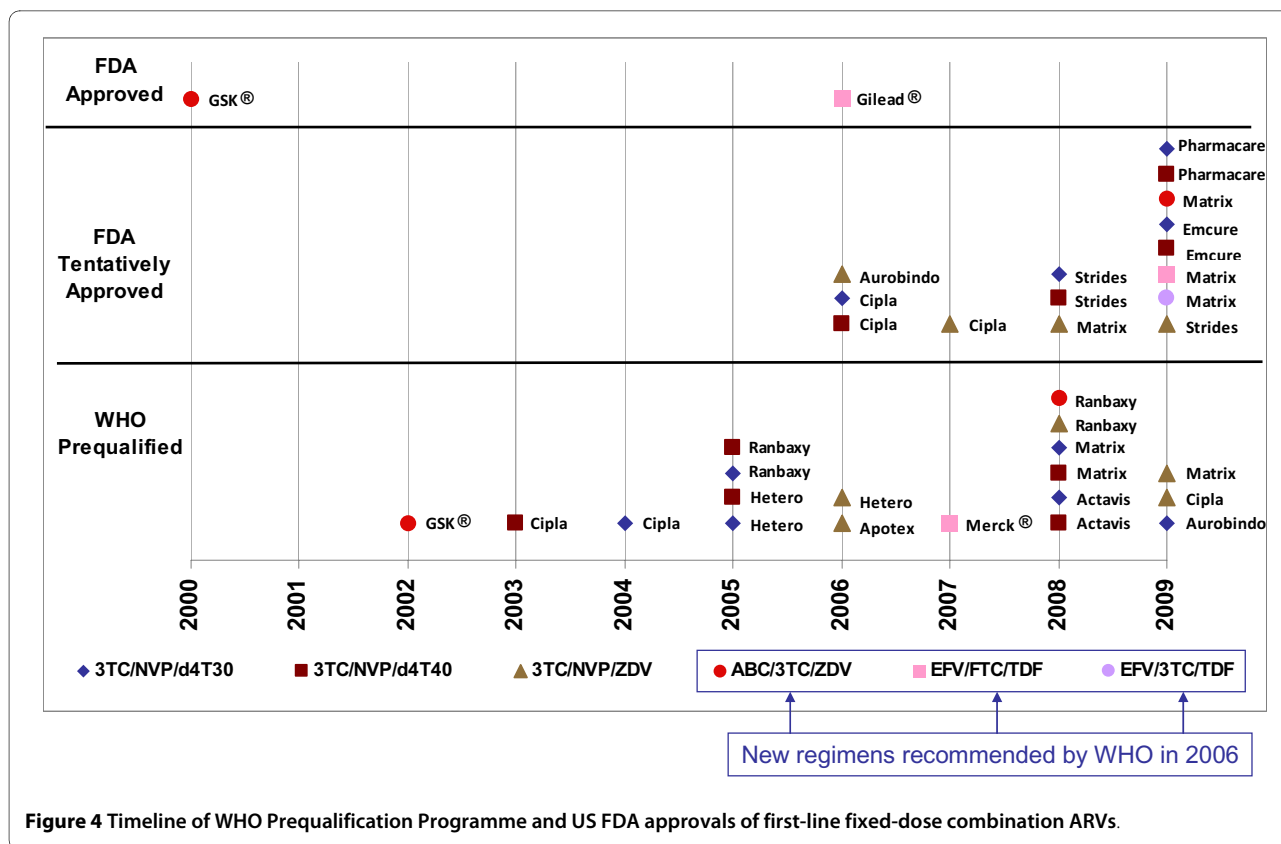 FDA
Approved
GSK®
Gilead®
FDA
Tentatively
Approved
Aurobindo
Cipla
Cipla
Cipla
Strides
Strides
Matrix
Pharmacare
Pharmacare
Matrix
Emcure
Emcure
Matrix
Matrix
Strides
WHO
Prequalified
GSK®
Cipla
Cipla
Ranbaxy
Ranbaxy
Hetero
Hetero
Hetero
Apotex
Merck®
Ranbaxy
Ranbaxy
Matrix
Matrix
Actavis
Actavis
Matrix
Cipla
Aurobindo
2000
2001
2002
2003
2004
2005
2006
2007
2008
2009
3TC/NVP/d4T30
3TC/NVP/d4T40
3TC/NVP/ZDV
ABC/3TC/ZDV
EFV/FTC/TDF
EFV/3TC/TDF
New regimens recommended by WHO in 2006
Figure 4 Timeline of WHO Prequalification Programme and US FDA approvals of first-line fixed-dose combination ARVs.